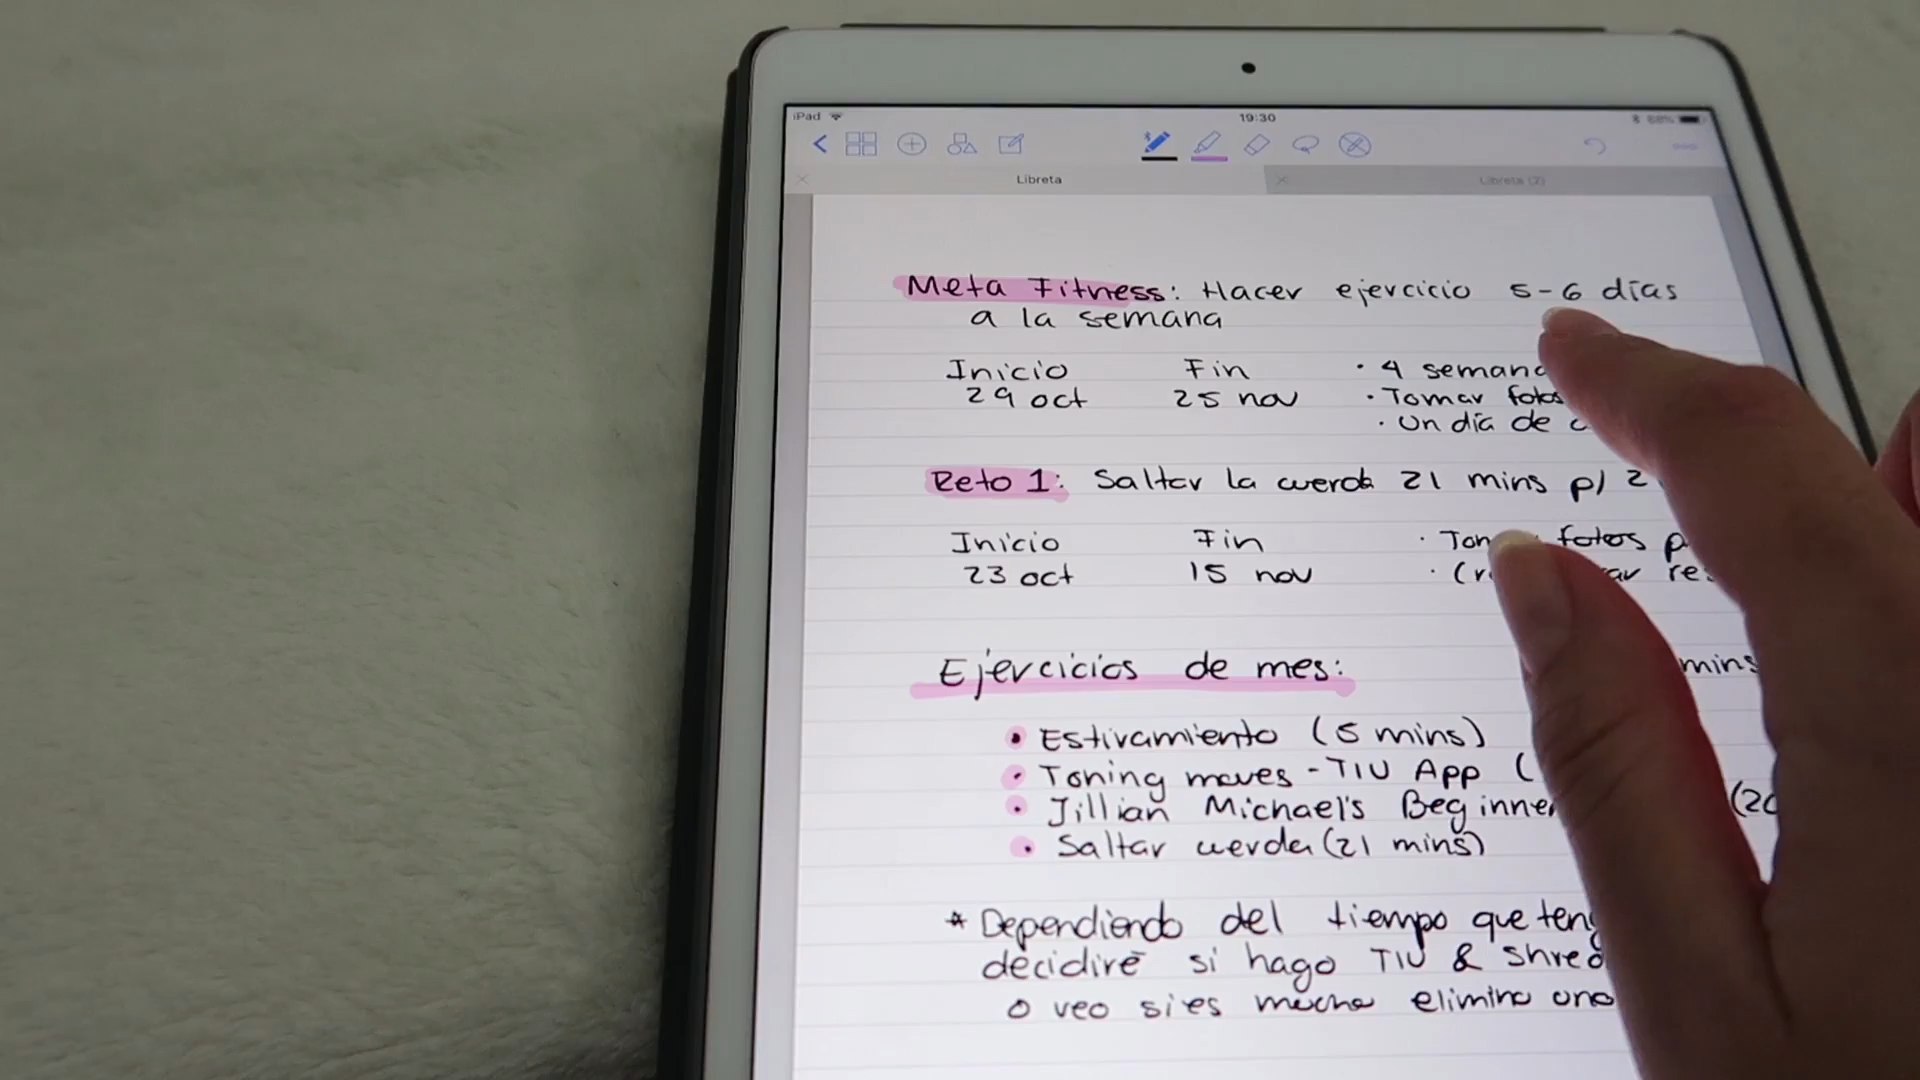 iPad 19:30 88%
Libreta Libreta (2)
Meta Fitness: Hacer ejercicio 5-6 días
a la semana
Inicio Fin • 4
29 oct 25 nov • Tomar fotos
• Un día de
Reto 1: Saltar la cuerda 21 mins p/
Inicio Fin • fotos
23 oct 15 nov •
Ejercicios de mes: mins
• Estiramiento (5 mins)
• Toning moves - TIU App (
• Jillian Michael's
• Saltar cuerda (21 mins)
* Dependiendo del tiempo que
decidiré si hago TIU &
o veo si es mucho elimino uno